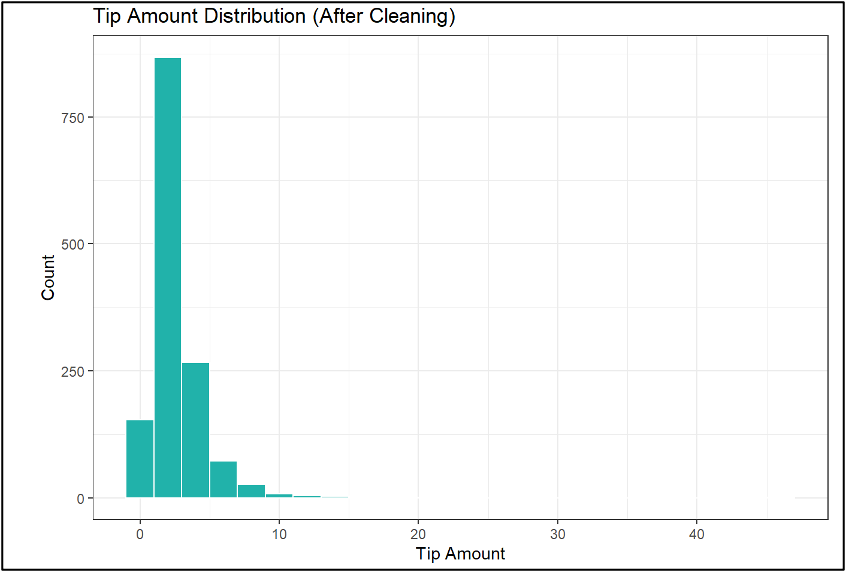 Tip Amount Distribution (After Cleaning)
750
500
250
0
Count
0 10 20 30 40
Tip Amount